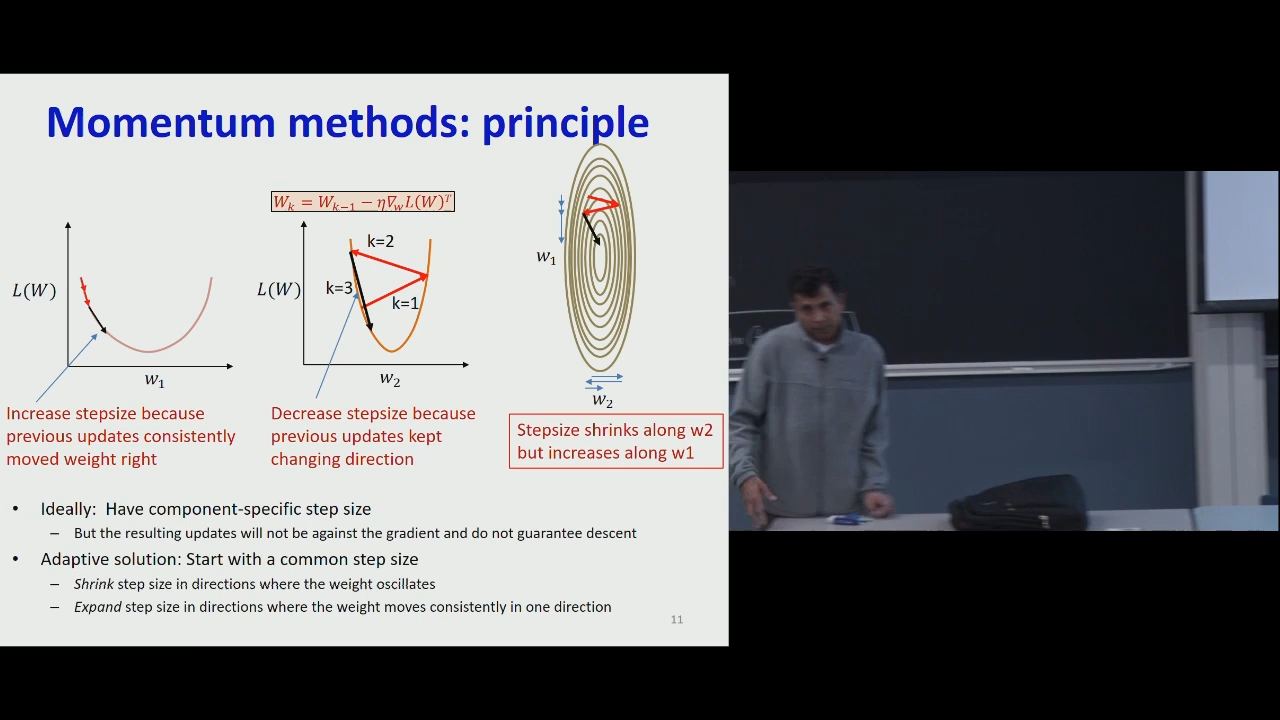 Momentum methods: principle
W_k = W_{k-1} − η∇_w L(W)^T
L(W)
w_1
L(W)
k=2
k=3
k=1
w_2
w_1
w_2
Increase stepsize because
previous updates consistently
moved weight right
Decrease stepsize because
previous updates kept
changing direction
Stepsize shrinks along w2
but increases along w1
• Ideally: Have component-specific step size
– But the resulting updates will not be against the gradient and do not guarantee descent
• Adaptive solution: Start with a common step size
– Shrink step size in directions where the weight oscillates
– Expand step size in directions where the weight moves consistently in one direction
11